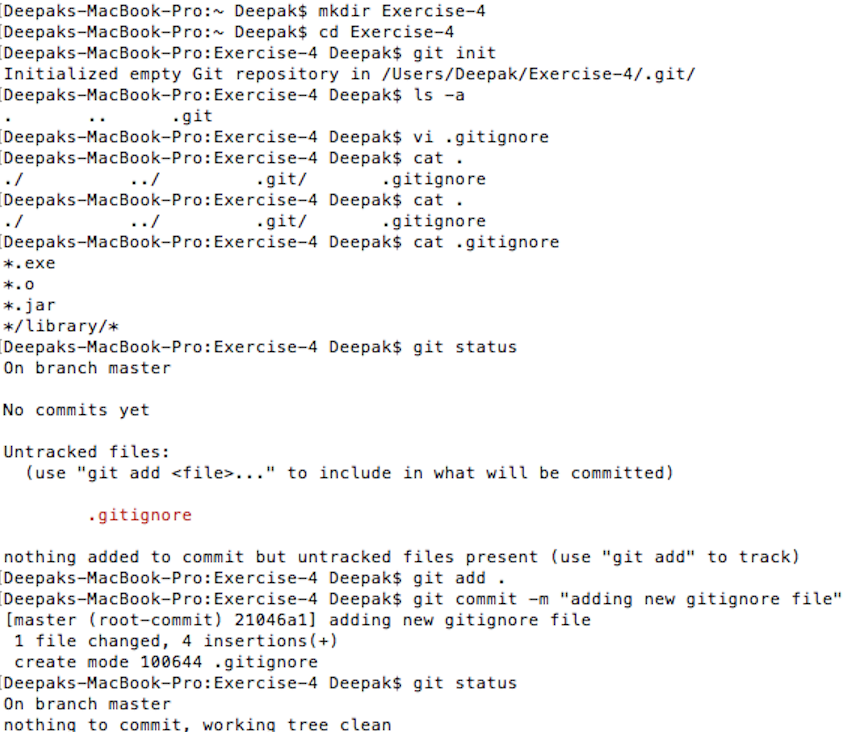 [Deepaks-MacBook-Pro:~ Deepak$ mkdir Exercise-4
[Deepaks-MacBook-Pro:~ Deepak$ cd Exercise-4
[Deepaks-MacBook-Pro:Exercise-4 Deepak$ git init
Initialized empty Git repository in /Users/Deepak/Exercise-4/.git/
[Deepaks-MacBook-Pro:Exercise-4 Deepak$ ls -a
.       ..      .git
[Deepaks-MacBook-Pro:Exercise-4 Deepak$ vi .gitignore
[Deepaks-MacBook-Pro:Exercise-4 Deepak$ cat .
./          ../         .git/       .gitignore
[Deepaks-MacBook-Pro:Exercise-4 Deepak$ cat .
./          ../         .git/       .gitignore
[Deepaks-MacBook-Pro:Exercise-4 Deepak$ cat .gitignore
*.exe
*.o
*.jar
*/library/*
[Deepaks-MacBook-Pro:Exercise-4 Deepak$ git status
On branch master
No commits yet
Untracked files:
  (use "git add <file>..." to include in what will be committed)
        .gitignore
nothing added to commit but untracked files present (use "git add" to track)
[Deepaks-MacBook-Pro:Exercise-4 Deepak$ git add .
[Deepaks-MacBook-Pro:Exercise-4 Deepak$ git commit -m "adding new gitignore file"
[master (root-commit) 21046a1] adding new gitignore file
 1 file changed, 4 insertions(+)
 create mode 100644 .gitignore
[Deepaks-MacBook-Pro:Exercise-4 Deepak$ git status
On branch master
nothing to commit, working tree clean